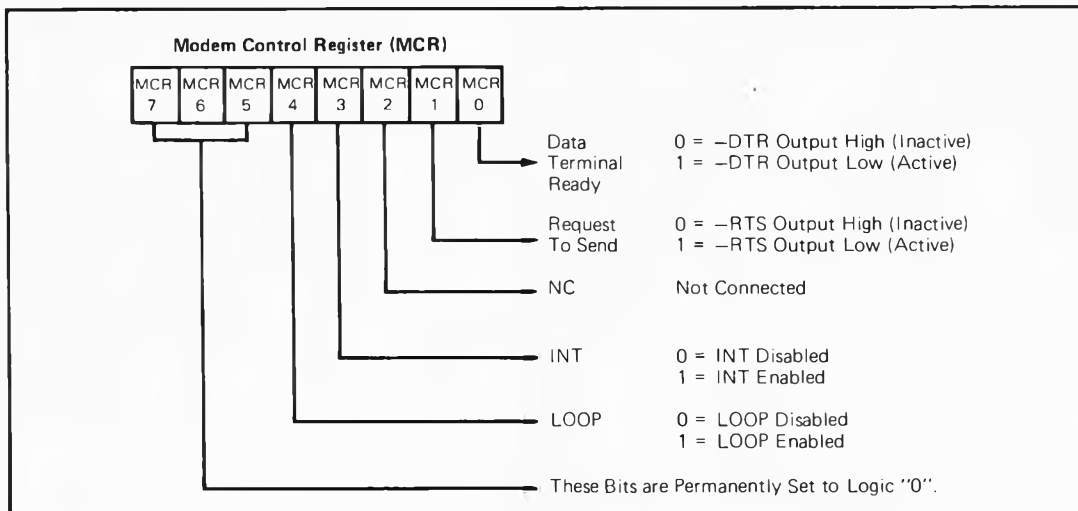 Modem Control Register (MCR)
MCR 7 MCR 6 MCR 5 MCR 4 MCR 3 MCR 2 MCR 1 MCR 0
Data Terminal Ready
0 = —DTR Output High (Inactive)
1 = —DTR Output Low (Active)
Request To Send
0 = —RTS Output High (Inactive)
1 = —RTS Output Low (Active)
NC
Not Connected
INT
0 = INT Disabled
1 = INT Enabled
LOOP
0 = LOOP Disabled
1 = LOOP Enabled
These Bits are Permanently Set to Logic "0".